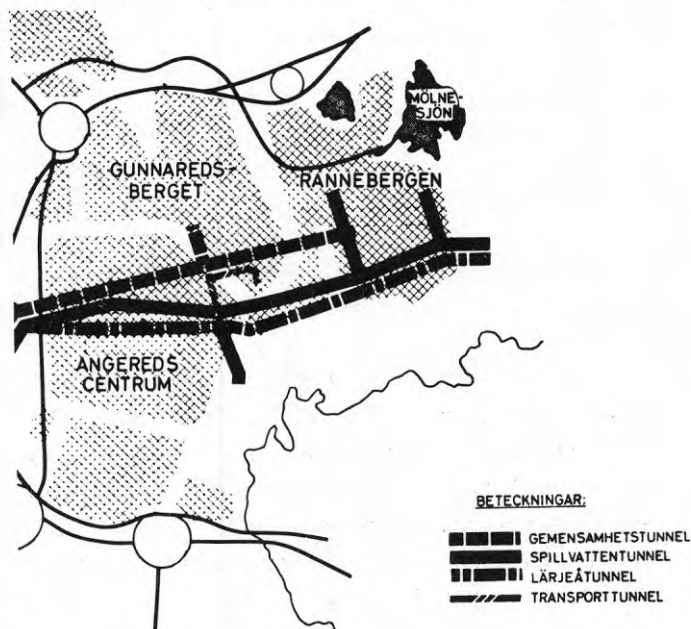 MÖLNE-
SJÖN
GUNNAREDS-
BERGET
RANNEBERGEN
ANGEREDS
CENTRUM
BETECKNINGAR:
GEMENSAMHETSTUNNEL
SPILLVATTENTUNNEL
LÄRJEÅTUNNEL
TRANSPORTTUNNEL